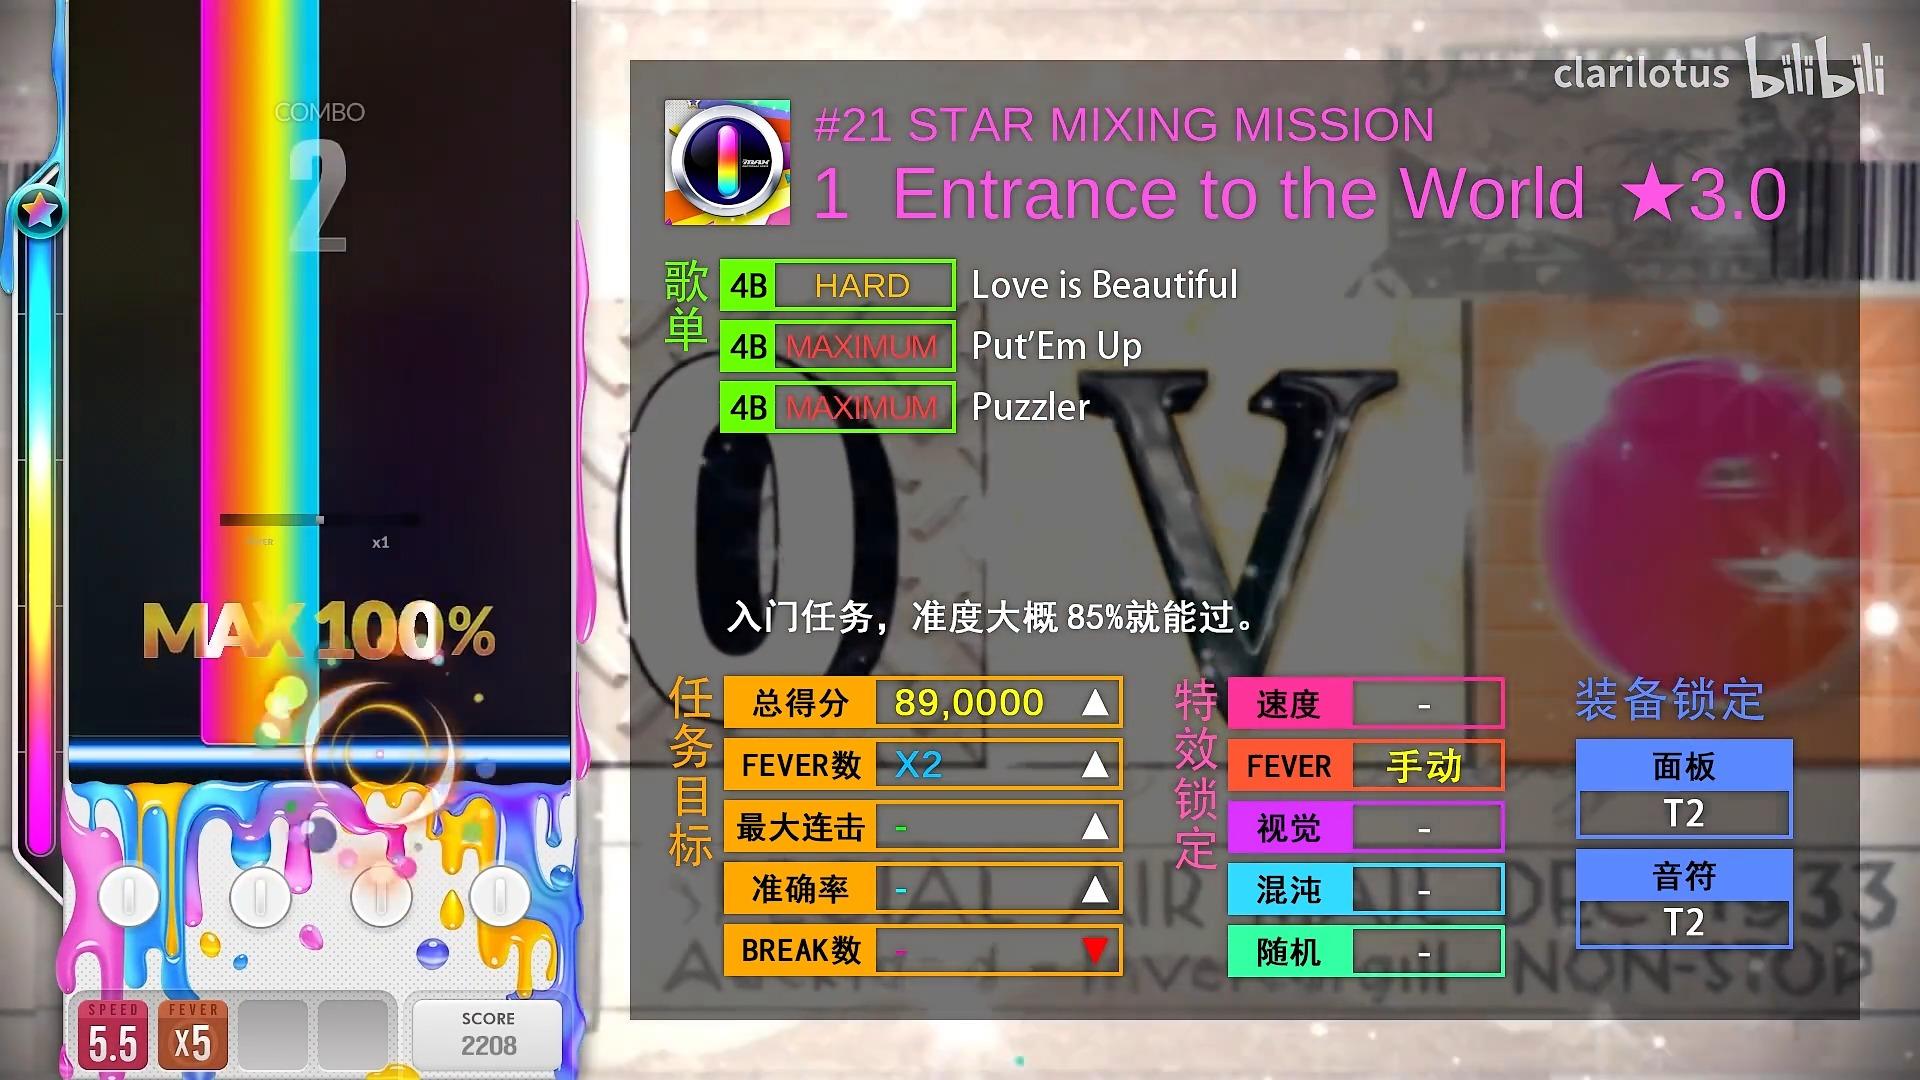 clarilotus bilibili
COMBO
2
x1
MAX 100%
SPEED
5.5
FEVER
X5
SCORE
2208
#21 STAR MIXING MISSION
1 Entrance to the World ★3.0
歌单
4B HARD Love is Beautiful
4B MAXIMUM Put'Em Up
4B MAXIMUM Puzzler
入门任务，准度大概 85%就能过。
任务目标
总得分 89,0000 ▲
FEVER数 X2 ▲
最大连击 - ▲
准确率 - ▲
BREAK数 - ▼
特效锁定
速度 -
FEVER 手动
视觉 -
混沌 -
随机 -
装备锁定
面板
T2
音符
T2
OV
NON-STOP